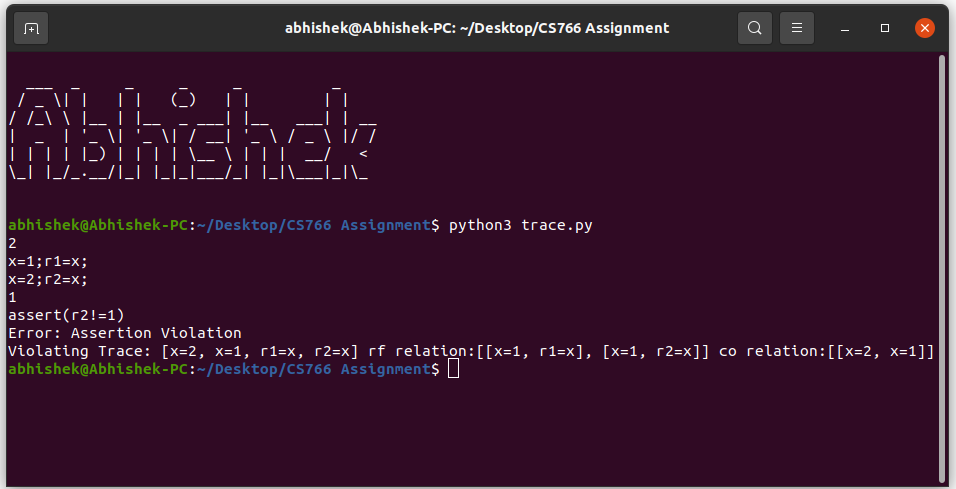 abhishek@Abhishek-PC: ~/Desktop/CS766 Assignment
Abhishek
abhishek@Abhishek-PC:~/Desktop/CS766 Assignment$ python3 trace.py
2
x=1;r1=x;
x=2;r2=x;
1
assert(r2!=1)
Error: Assertion Violation
Violating Trace: [x=2, x=1, r1=x, r2=x] rf relation:[[x=1, r1=x], [x=1, r2=x]] co relation:[[x=2, x=1]]
abhishek@Abhishek-PC:~/Desktop/CS766 Assignment$